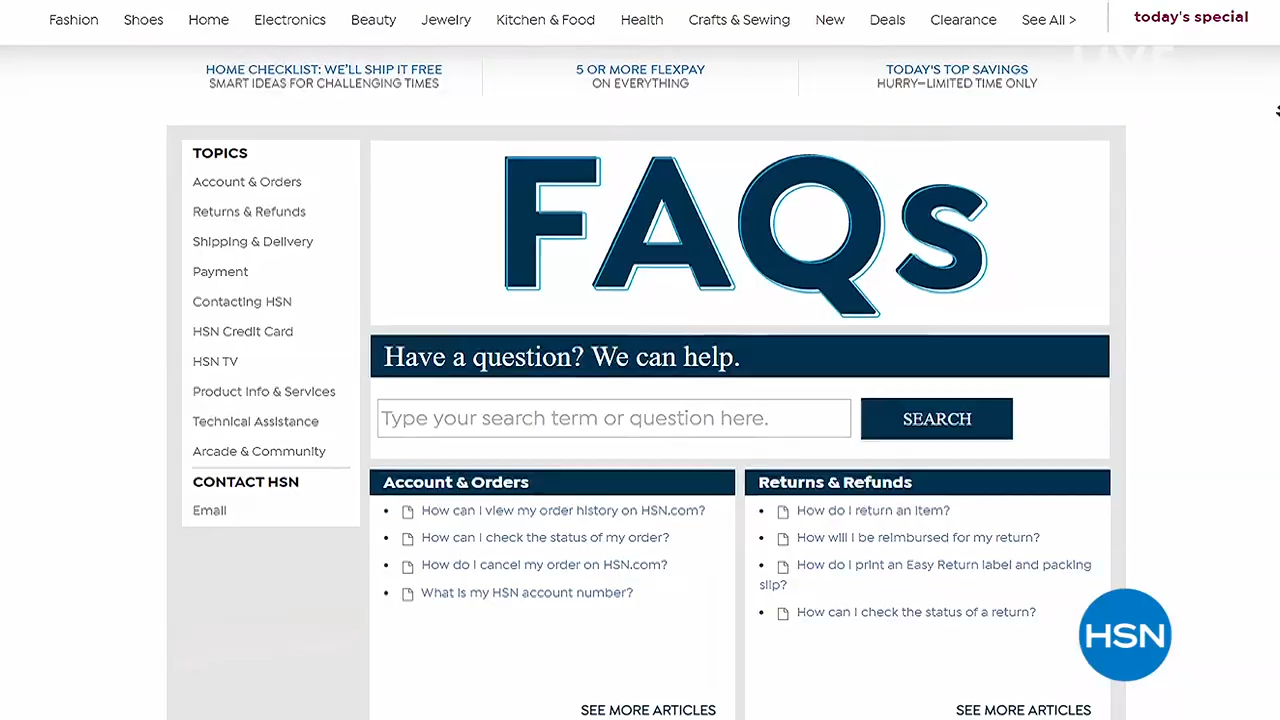 Fashion Shoes Home Electronics Beauty Jewelry Kitchen & Food Health Crafts & Sewing New Deals Clearance See All > today's special
LIVE
HOME CHECKLIST: WE'LL SHIP IT FREE
SMART IDEAS FOR CHALLENGING TIMES
5 OR MORE FLEXPAY
ON EVERYTHING
TODAY'S TOP SAVINGS
HURRY—LIMITED TIME ONLY
TOPICS
Account & Orders
Returns & Refunds
Shipping & Delivery
Payment
Contacting HSN
HSN Credit Card
HSN TV
Product Info & Services
Technical Assistance
Arcade & Community
CONTACT HSN
Email
FAQs
Have a question? We can help.
Type your search term or question here.
SEARCH
Account & Orders
How can I view my order history on HSN.com?
How can I check the status of my order?
How do I cancel my order on HSN.com?
What is my HSN account number?
SEE MORE ARTICLES
Returns & Refunds
How do I return an item?
How will I be reimbursed for my return?
How do I print an Easy Return label and packing
slip?
How can I check the status of a return?
SEE MORE ARTICLES
HSN